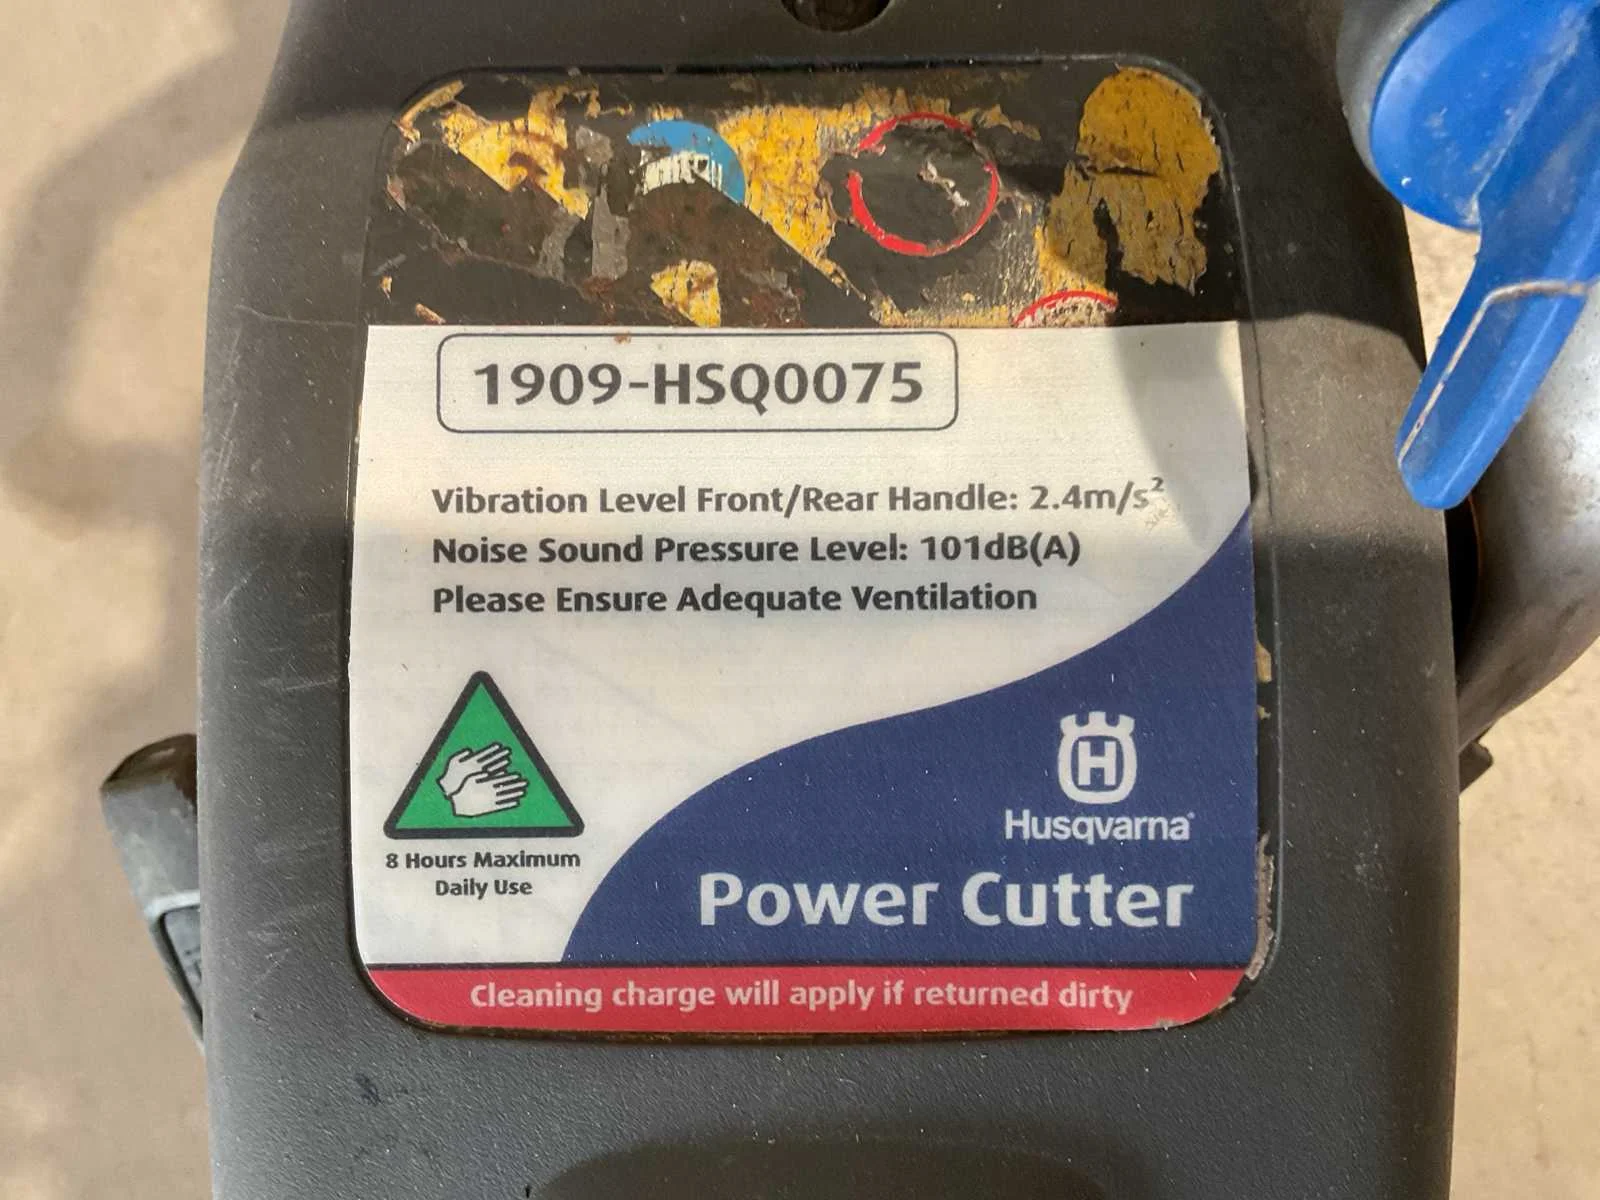 1909-HSQ0075
Vibration Level Front/Rear Handle: 2.4m/s²
Noise Sound Pressure Level: 101dB(A)
Please Ensure Adequate Ventilation
8 Hours Maximum
Daily Use
H
Husqvarna
Power Cutter
Cleaning charge will apply if returned dirty